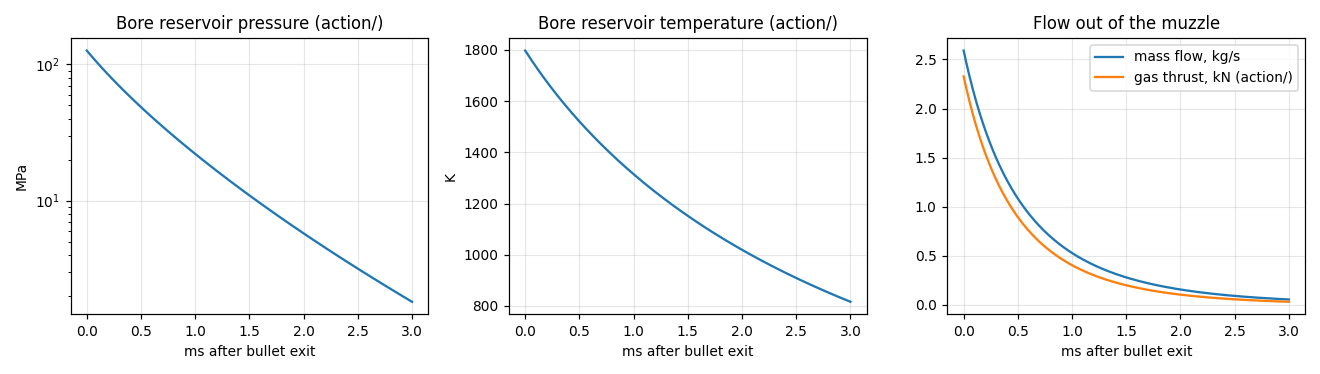 Bore reservoir pressure (action/)
MPa
10²
10¹
0.0 0.5 1.0 1.5 2.0 2.5 3.0
ms after bullet exit
Bore reservoir temperature (action/)
K
1800
1600
1400
1200
1000
800
0.0 0.5 1.0 1.5 2.0 2.5 3.0
ms after bullet exit
Flow out of the muzzle
mass flow, kg/s
gas thrust, kN (action/)
2.5
2.0
1.5
1.0
0.5
0.0
0.0 0.5 1.0 1.5 2.0 2.5 3.0
ms after bullet exit